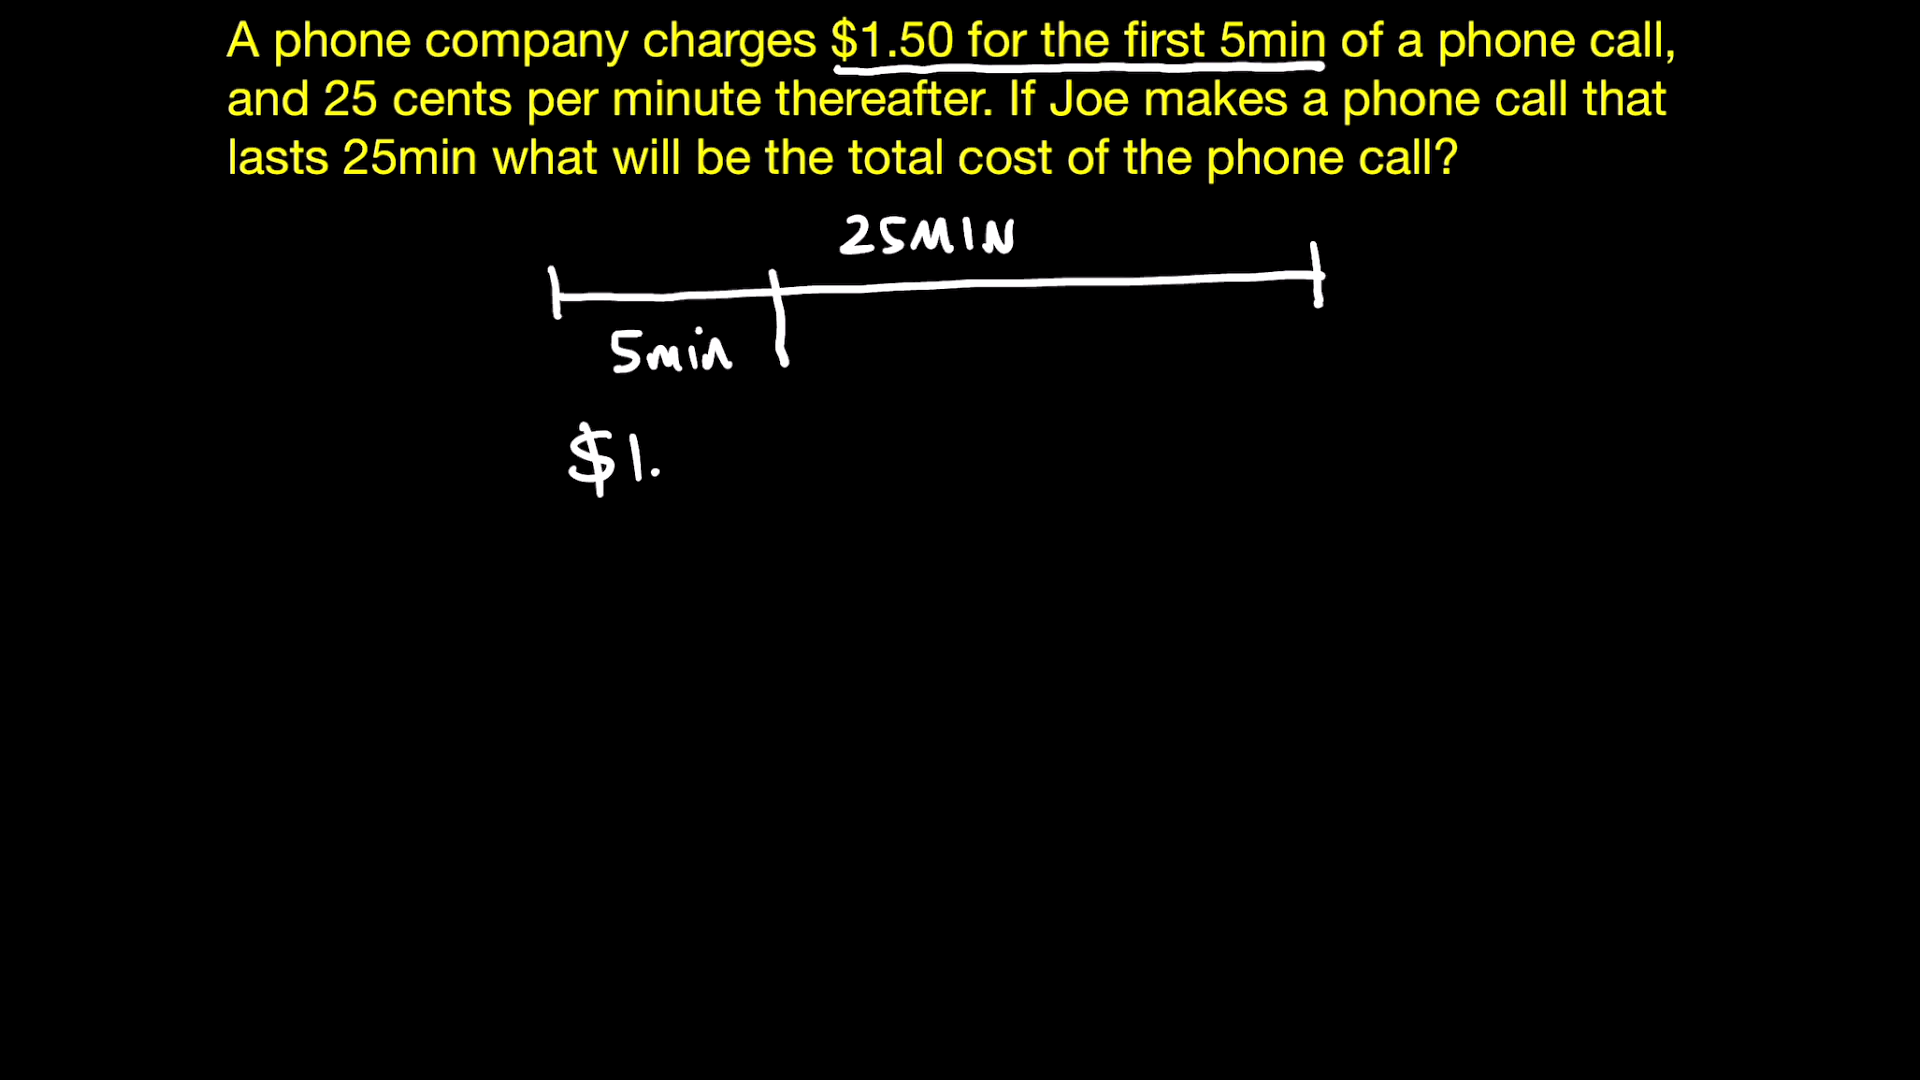 A phone company charges $1.50 for the first 5min of a phone call,
and 25 cents per minute thereafter. If Joe makes a phone call that
lasts 25min what will be the total cost of the phone call?
25MIN
5min
$1.